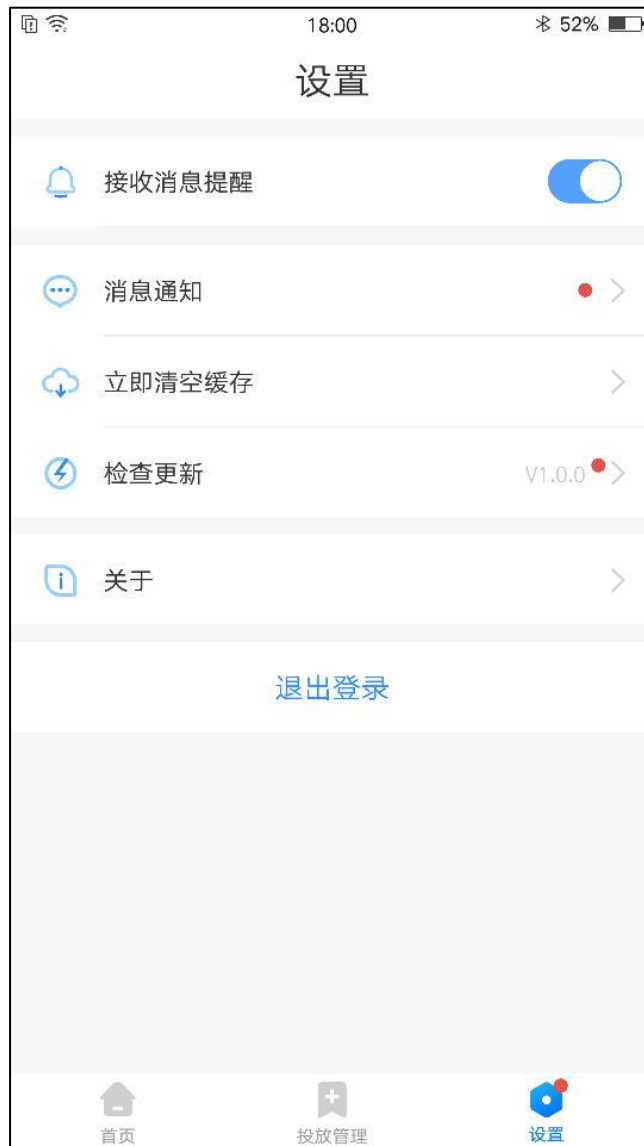 18:00
52%
设置
接收消息提醒
消息通知
立即清空缓存
检查更新
V1.0.0
关于
退出登录
首页
投放管理
设置